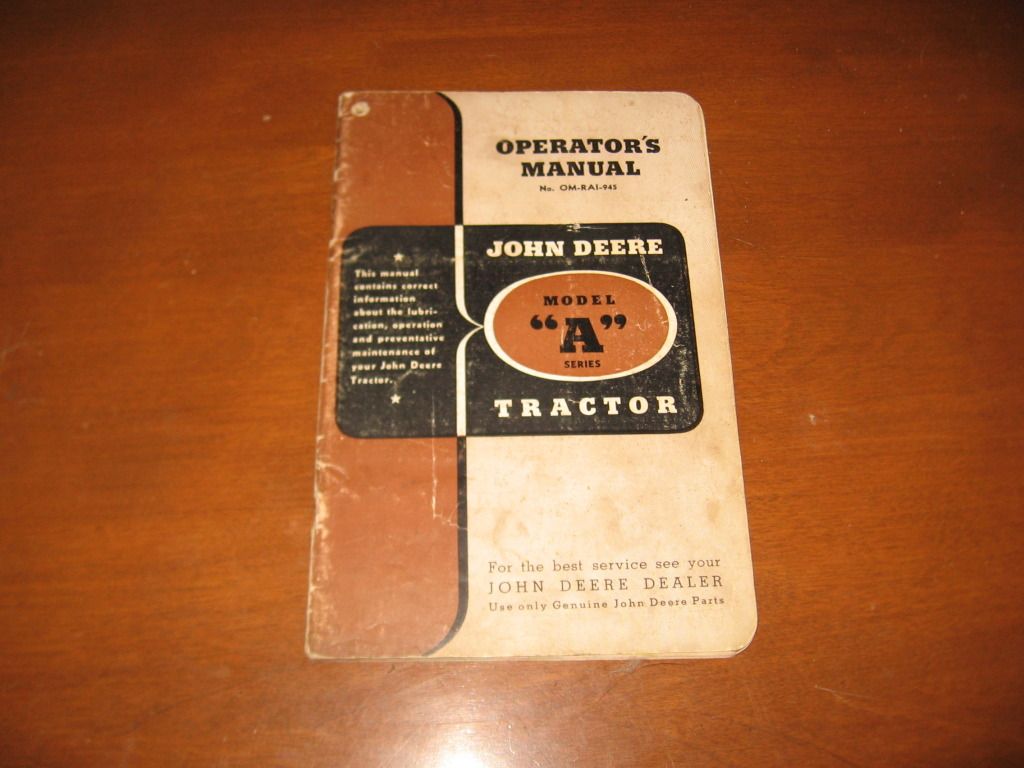 OPERATOR'S
MANUAL
No. OM-RAI-945
JOHN DEERE
MODEL
"A"
SERIES
TRACTOR
This manual
contains correct
information
about the lubri-
cation, operation
and preventative
maintenance of
your John Deere
Tractor.
For the best service see your
JOHN DEERE DEALER
Use only Genuine John Deere Parts